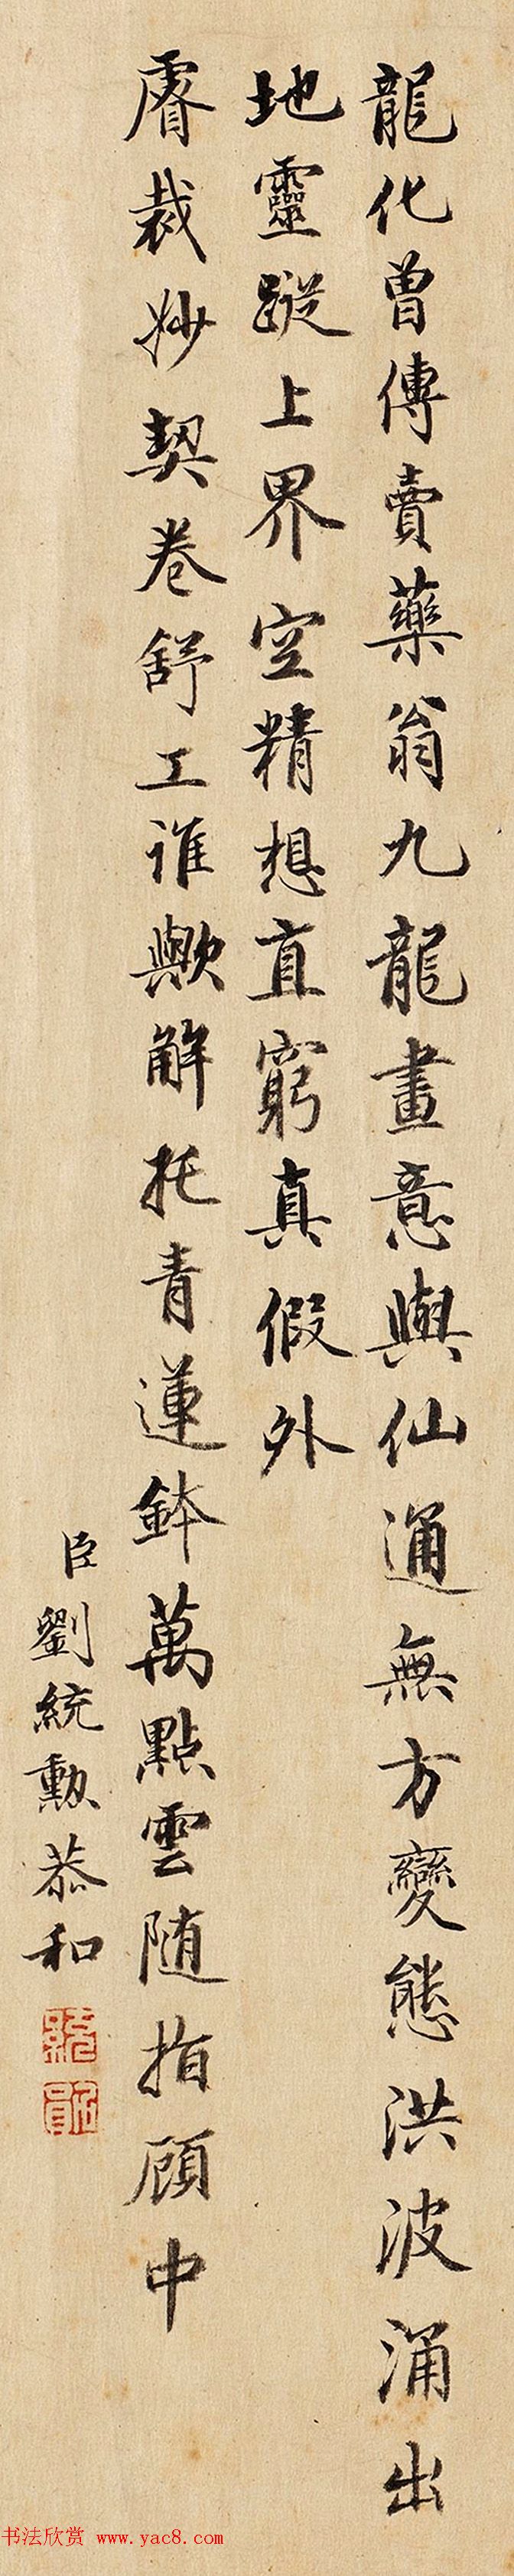 龍化曾傳賣藥翁九龍畫意與仙通無方變態洪波涌出
地靈蹤上界空精想直窮真假外
睿裁妙契卷舒工誰歟解托青蓮鉢萬點雲随指顧中
臣劉統勲恭和
书法欣赏 www.yac8.com